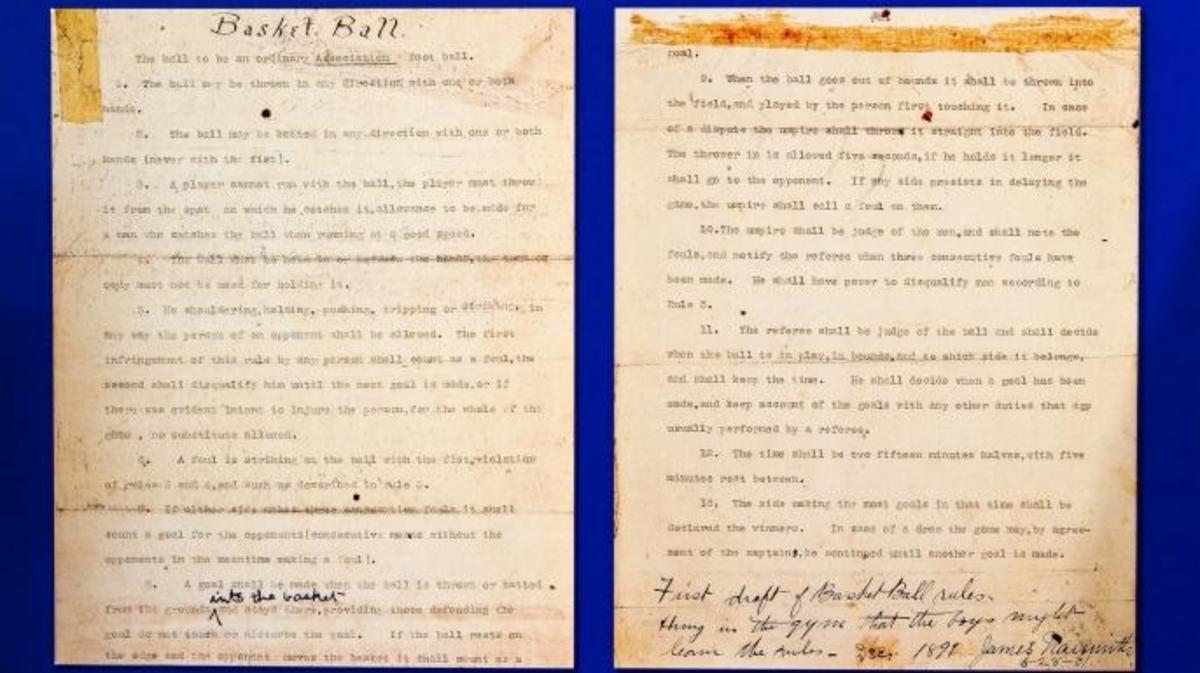 Basket Ball.
The ball to be an ordinary Association foot ball.
1. The ball may be thrown in any direction with one or both
hands.
2. The ball may be batted in any direction with one or both
hands (never with the fist).
3. A player cannot run with the ball, the player must throw
it from the spot on which he catches it, allowance to be made for
a man who catches the ball when running at a good speed.
4. The ball must be held in or between the hands, the arms or
body must not be used for holding it.
5. No shouldering, holding, pushing, tripping or striking, in
any way the person of an opponent shall be allowed. The first
infringement of this rule by any person shall count as a foul, the
second shall disqualify him until the next goal is made, or if
there was evident intent to injure the person, for the whole of the
game, no substitute allowed.
6. A foul is striking at the ball with the fist, violation
of rules 3 and 4, and such as described in rule 5.
7. If either side makes three consecutive fouls it shall
count a goal for the opponents (consecutive means without the
opponents in the meantime making a foul).
8. A goal shall be made when the ball is thrown or batted
into the basket
from the grounds and stays there, providing those defending the
goal do not touch or disturbe the goal. If the ball rests on
the edge and the opponent moves the basket it shall count as a
goal.
9. When the ball goes out of bounds it shall be thrown into
the field, and played by the person first touching it. In case
of a dispute the umpire shall throw it straight into the field.
The thrower in is allowed five seconds, if he holds it longer it
shall go to the opponent. If any side presists in delaying the
game, the umpire shall call a foul on them.
10. The umpire shall be judge of the men, and shall note the
fouls, and notify the referee when three consecutive fouls have
been made. He shall have power to disqualify men according to
Rule 5.
11. The referee shall be judge of the ball and shall decide
when the ball is in play, in bounds, and to which side it belongs,
and shall keep the time. He shall decide when a goal has been
made, and keep account of the goals with any other duties that are
usually performed by a referee.
12. The time shall be two fifteen minutes halves, with five
minutes rest between.
13. The side making the most goals in that time shall be
declared the winners. In case of a draw the game may, by agree-
ment of the captains, be continued until another goal is made.
First draft of Basket Ball rules.
Hung in the gym that the boys might
learn the rules - Dec. 1891 James Naismith
6-28-31